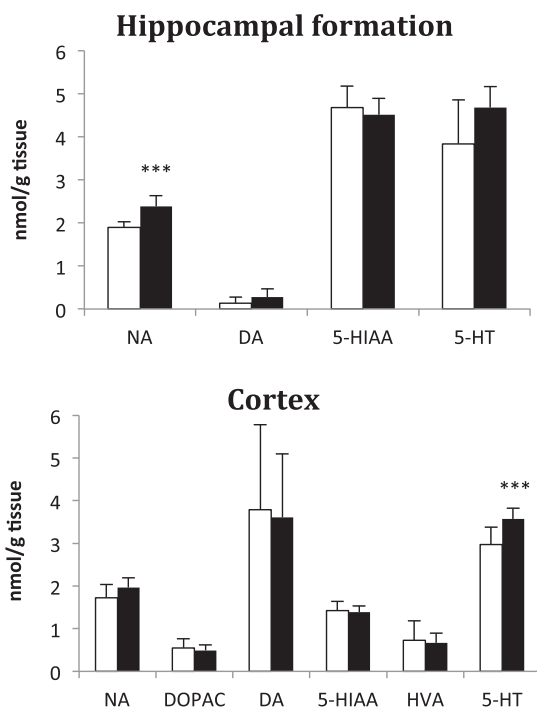 Hippocampal formation
nmol/g tissue
6
5
4
3
2
1
0
***
NA DA 5-HIAA 5-HT
Cortex
nmol/g tissue
6
5
4
3
2
1
0
***
NA DOPAC DA 5-HIAA HVA 5-HT